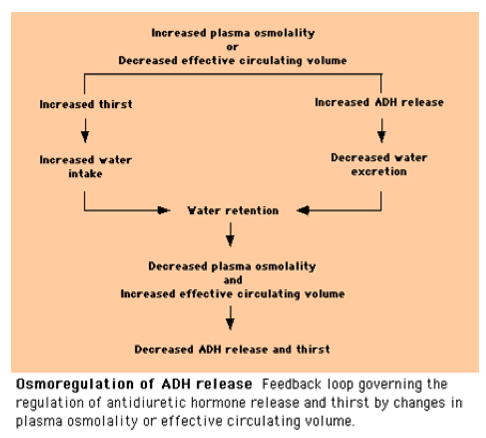 Increased plasma osmolality
or
Decreased effective circulating volume
Increased thirst
Increased ADH release
Increased water
intake
Decreased water
excretion
Water retention
Decreased plasma osmolality
and
Increased effective circulating volume
Decreased ADH release and thirst
Osmoregulation of ADH release Feedback loop governing the
regulation of antidiuretic hormone release and thirst by changes in
plasma osmolality or effective circulating volume.